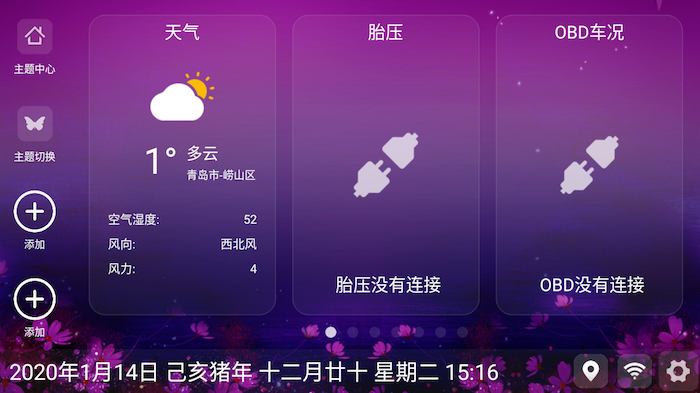 主题中心
主题切换
添加
添加
天气
1° 多云
青岛市-崂山区
空气湿度: 52
风向: 西北风
风力: 4
胎压
胎压没有连接
OBD车况
OBD没有连接
2020年1月14日 己亥猪年 十二月廿十 星期二 15:16